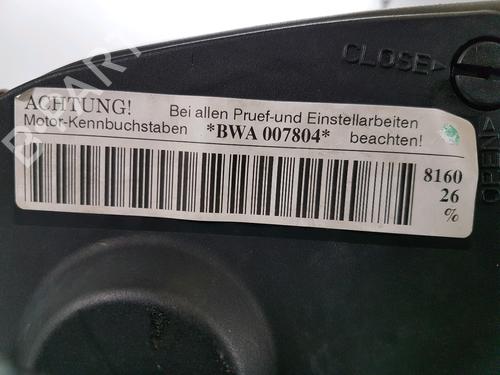 CLOSE
OPEN
ACHTUNG! Bei allen Pruef-und Einstellarbeiten
Motor-Kennbuchstaben *BWA 007804* beachten!
8160
26
%